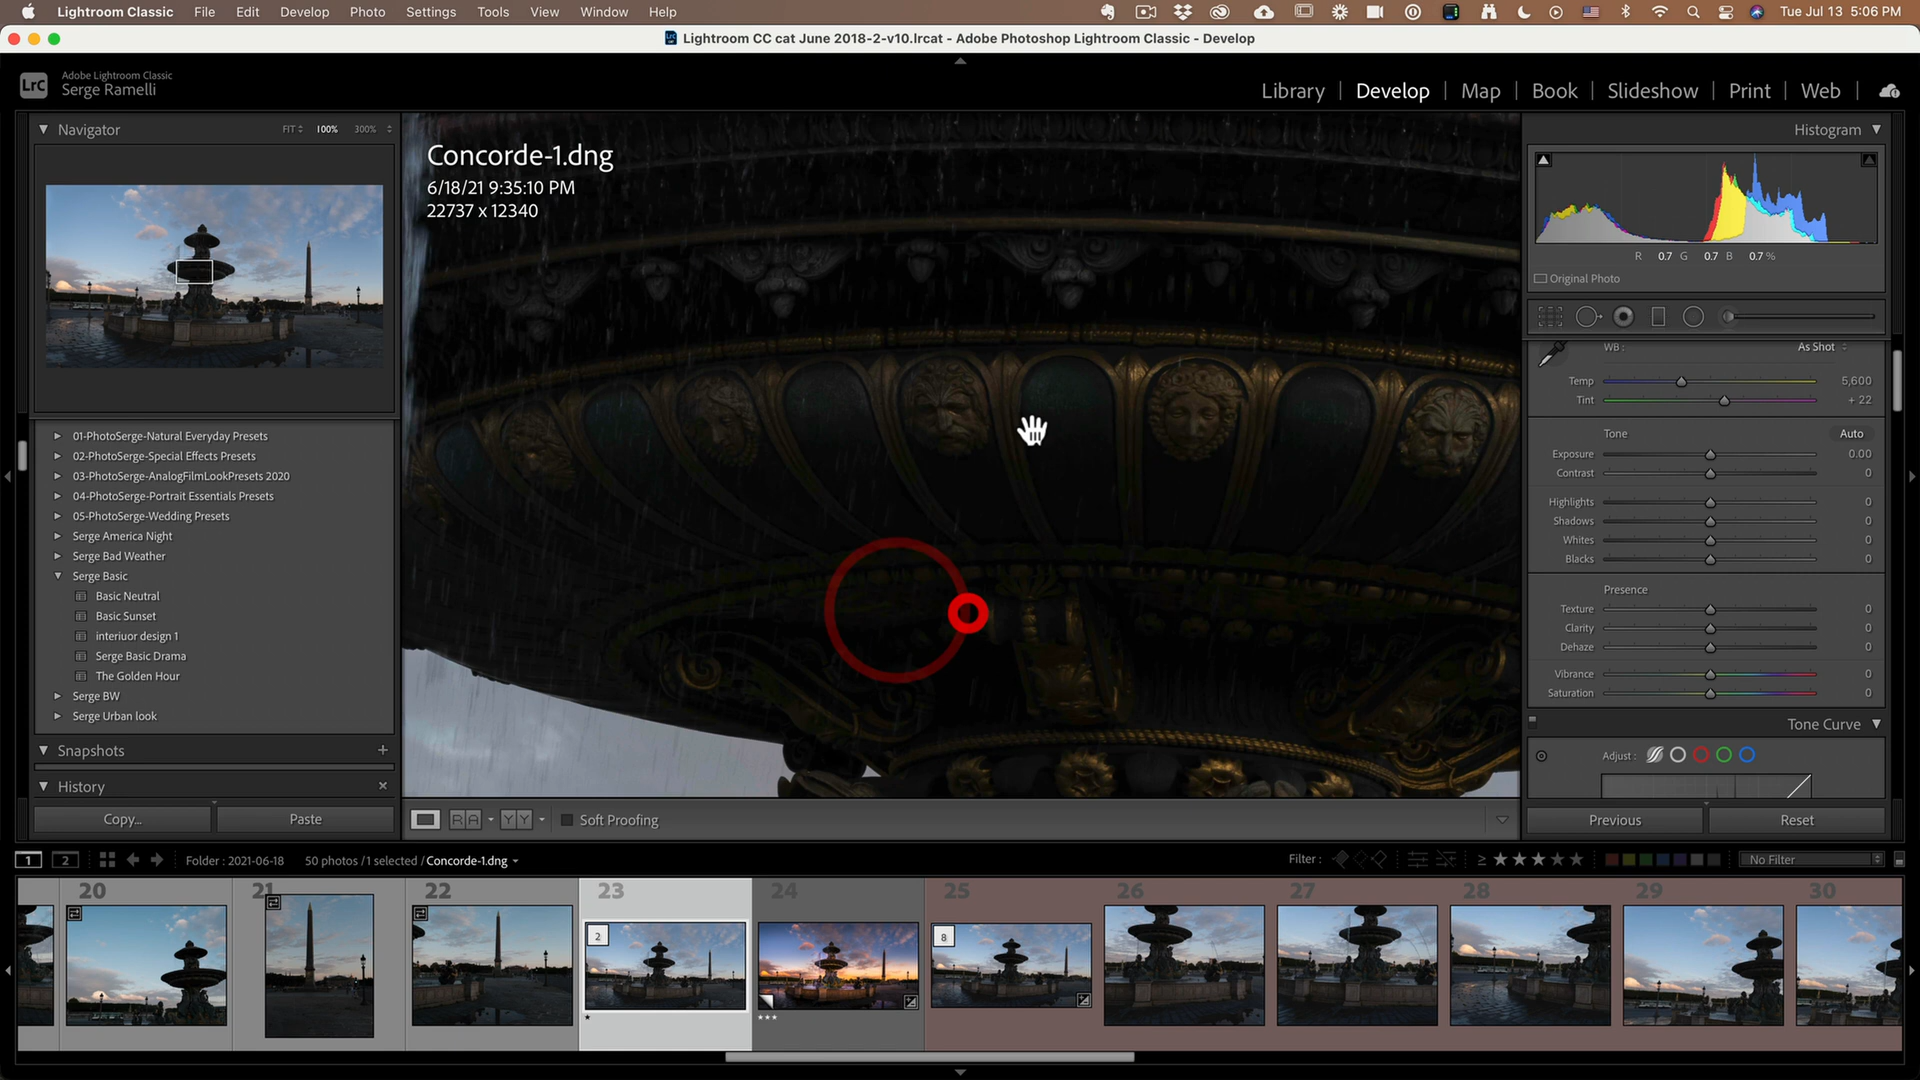 Lightroom Classic File Edit Develop Photo Settings Tools View Window Help
Tue Jul 13 5:06 PM
Lightroom CC cat June 2018-2-v10.lrcat - Adobe Photoshop Lightroom Classic - Develop
LrC
Adobe Lightroom Classic
Serge Ramelli
Library | Develop | Map | Book | Slideshow | Print | Web
Navigator FIT 100% 300%
01-PhotoSerge-Natural Everyday Presets
02-PhotoSerge-Special Effects Presets
03-PhotoSerge-AnalogFilmLookPresets 2020
04-PhotoSerge-Portrait Essentials Presets
05-PhotoSerge-Wedding Presets
Serge America Night
Serge Bad Weather
Serge Basic
Basic Neutral
Basic Sunset
interiuor design 1
Serge Basic Drama
The Golden Hour
Serge BW
Serge Urban look
Snapshots +
History ×
Copy... Paste
Concorde-1.dng
6/18/21 9:35:10 PM
22737 x 12340
R A Y Y Soft Proofing
Histogram
R 0.7 G 0.7 B 0.7 %
Original Photo
WB : As Shot
Temp 5,600
Tint + 22
Tone Auto
Exposure 0.00
Contrast 0
Highlights 0
Shadows 0
Whites 0
Blacks 0
Presence
Texture 0
Clarity 0
Dehaze 0
Vibrance 0
Saturation 0
Tone Curve
Adjust :
Previous Reset
1 2 Folder : 2021-06-18 50 photos / 1 selected / Concorde-1.dng
Filter : ≥ ★ ★ ★ ★ ★ No Filter
20 21 22 23 24 25 26 27 28 29 30
2 8